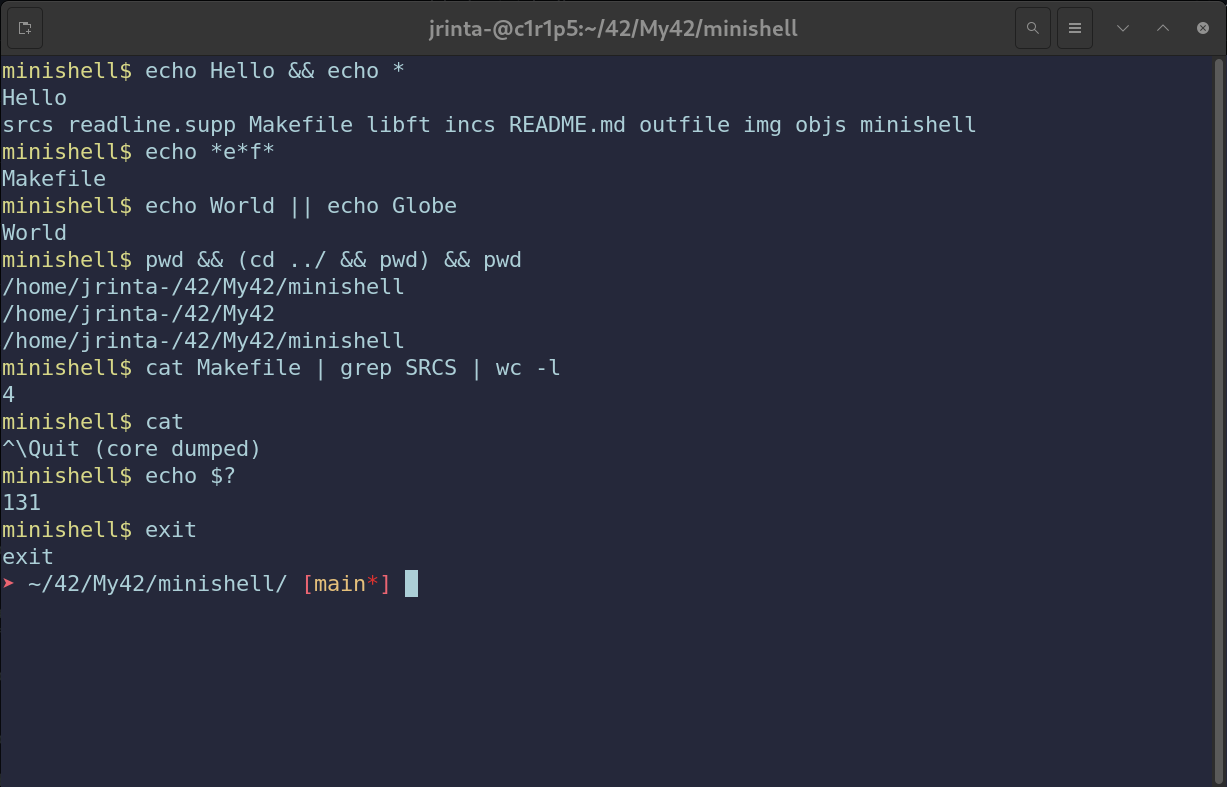 jrinta-@c1r1p5:~/42/My42/minishell
minishell$ echo Hello && echo *
Hello
srcs readline.supp Makefile libft incs README.md outfile img objs minishell
minishell$ echo *e*f*
Makefile
minishell$ echo World || echo Globe
World
minishell$ pwd && (cd ../ && pwd) && pwd
/home/jrinta-/42/My42/minishell
/home/jrinta-/42/My42
/home/jrinta-/42/My42/minishell
minishell$ cat Makefile | grep SRCS | wc -l
4
minishell$ cat
^\Quit (core dumped)
minishell$ echo $?
131
minishell$ exit
exit
➤ ~/42/My42/minishell/ [main*]